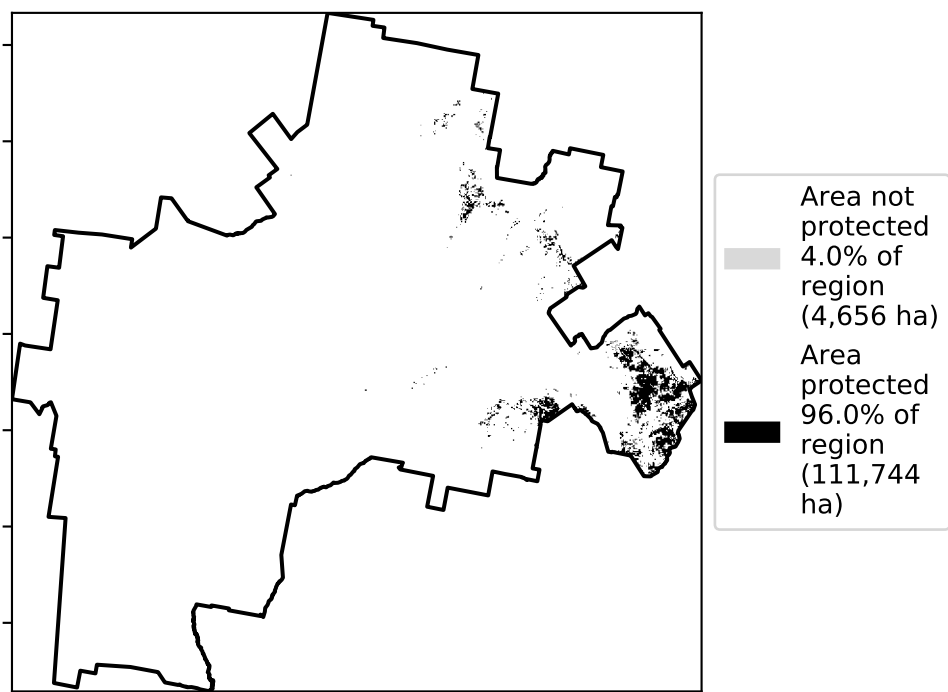 Area not
protected
4.0% of
region
(4,656 ha)
Area
protected
96.0% of
region
(111,744
ha)